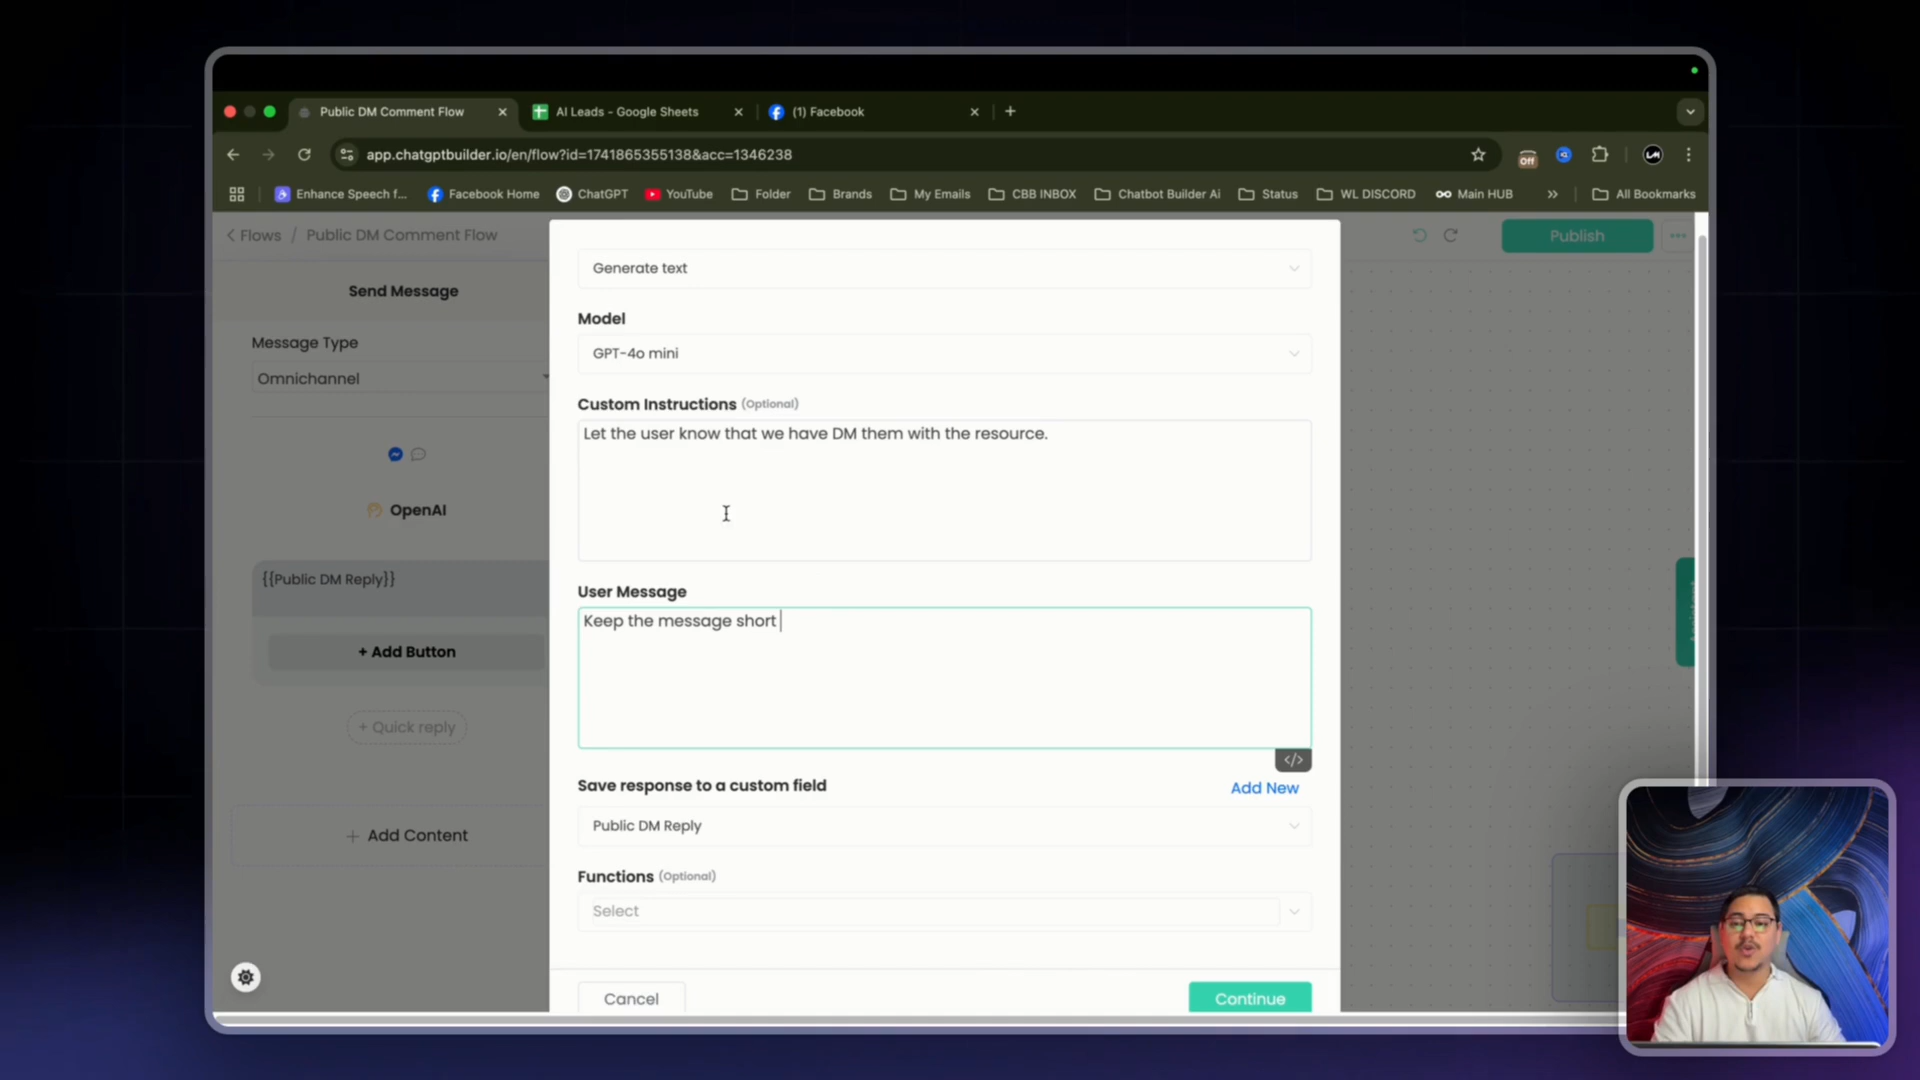 Public DM Comment Flow
AI Leads - Google Sheets
(1) Facebook
app.chatgptbuilder.io/en/flow?id=1741865355138&acc=1346238
Off
Enhance Speech f...
Facebook Home
ChatGPT
YouTube
Folder
Brands
My Emails
CBB INBOX
Chatbot Builder Ai
Status
WL DISCORD
Main HUB
All Bookmarks
Flows / Public DM Comment Flow
Publish
Send Message
Message Type
Omnichannel
OpenAI
{{Public DM Reply}}
+ Add Button
+ Quick reply
+ Add Content
Generate text
Model
GPT-4o mini
Custom Instructions (Optional)
Let the user know that we have DM them with the resource.
User Message
Keep the message short
</>
Save response to a custom field
Add New
Public DM Reply
Functions (Optional)
Select
Cancel
Continue